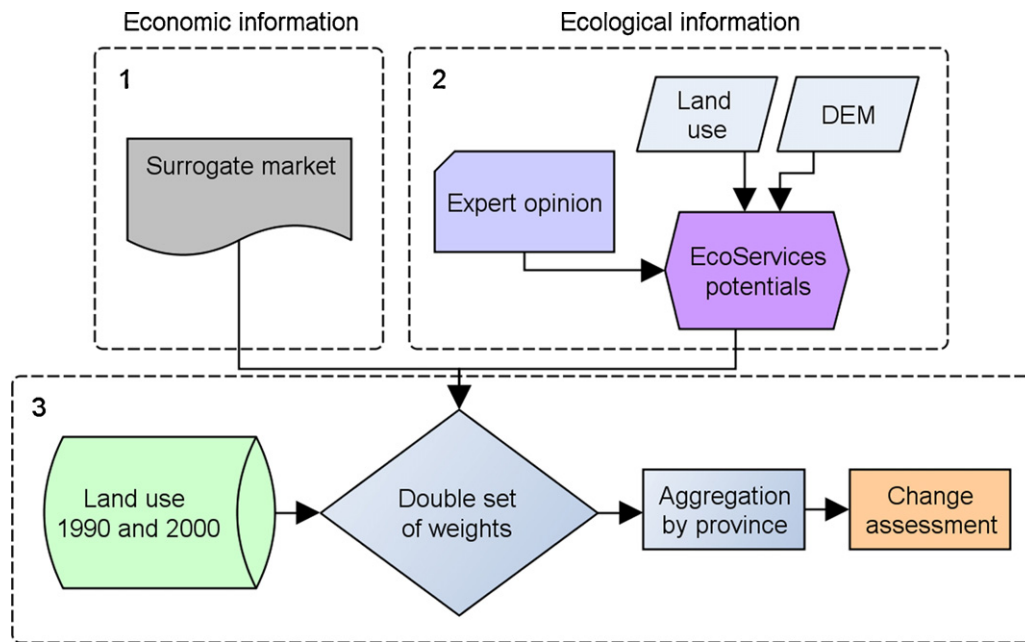 Economic information
Ecological information
1
Surrogate market
2
Land
use
DEM
Expert opinion
EcoServices
potentials
3
Land use
1990 and 2000
Double set
of weights
Aggregation
by province
Change
assessment